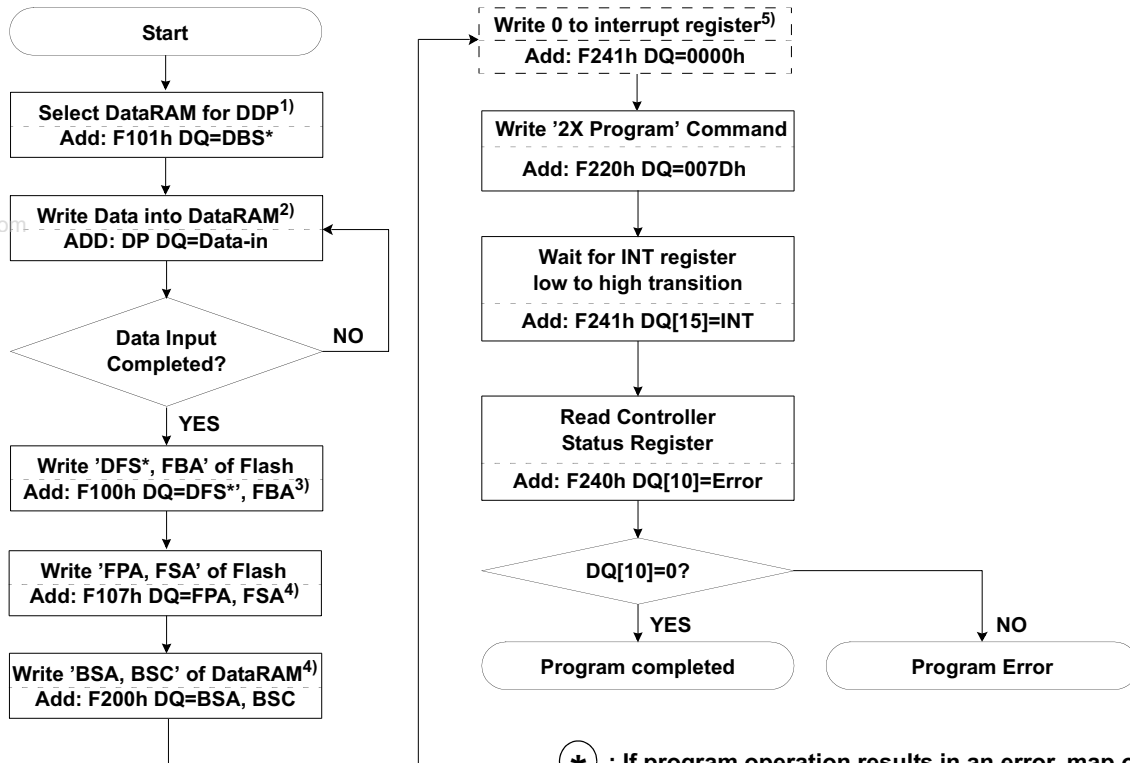 Start
Select DataRAM for DDP1)
Add: F101h DQ=DBS*
Write Data into DataRAM2)
ADD: DP DQ=Data-in
Data Input
Completed?
NO
YES
Write 'DFS*, FBA' of Flash
Add: F100h DQ=DFS*', FBA3)
Write 'FPA, FSA' of Flash
Add: F107h DQ=FPA, FSA4)
Write 'BSA, BSC' of DataRAM4)
Add: F200h DQ=BSA, BSC
Write 0 to interrupt register5)
Add: F241h DQ=0000h
Write '2X Program' Command
Add: F220h DQ=007Dh
Wait for INT register
low to high transition
Add: F241h DQ[15]=INT
Read Controller
Status Register
Add: F240h DQ[10]=Error
DQ[10]=0?
YES
NO
Program completed
Program Error
* : If program operation results in an error, map
om